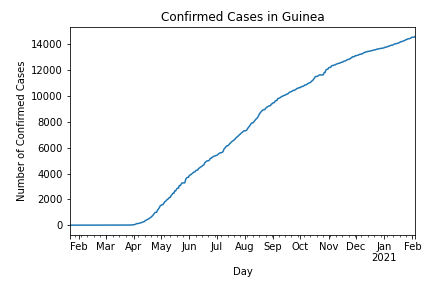 Confirmed Cases in Guinea
Number of Confirmed Cases
14000
12000
10000
8000
6000
4000
2000
0
Feb Mar Apr May Jun Jul Aug Sep Oct Nov Dec Jan Feb
2021
Day